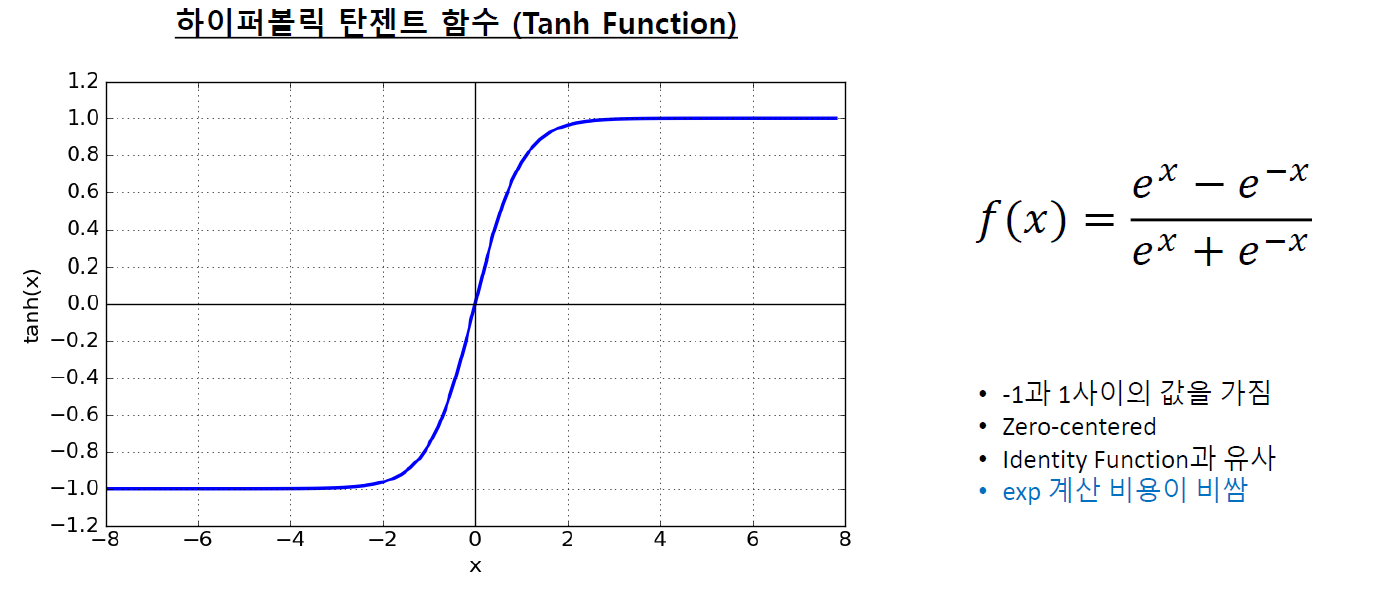 하이퍼볼릭 탄젠트 함수 (Tanh Function)
1.2
1.0
0.8
0.6
0.4
0.2
0.0
−0.2
−0.4
−0.6
−0.8
−1.0
−1.2
tanh(x)
−8 −6 −4 −2 0 2 4 6 8
x
f(x) = \frac{e^x − e^{−x}}{e^x + e^{−x}}
• -1과 1사이의 값을 가짐
• Zero-centered
• Identity Function과 유사
• exp 계산 비용이 비쌈